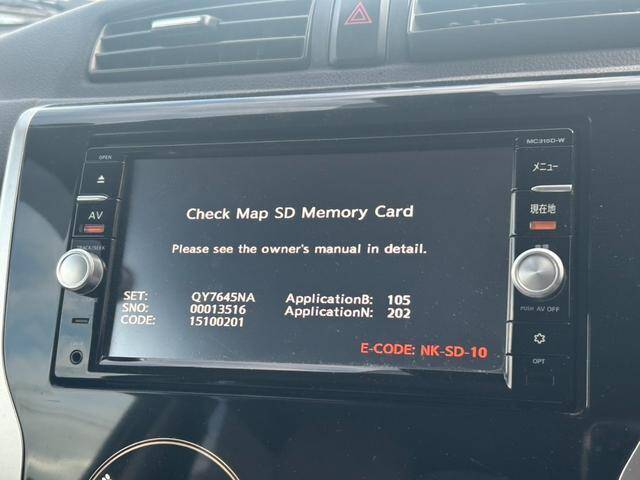 MC315D-W
OPEN
メニュー
AV
現在地
TRACK/SEEK
Check Map SD Memory Card
Please see the owner's manual in detail.
SET: QY7645NA ApplicationB: 105
SNO: 00013516 ApplicationN: 202
CODE: 15100201
E-CODE: NK-SD-10
PUSH AV OFF
OPT